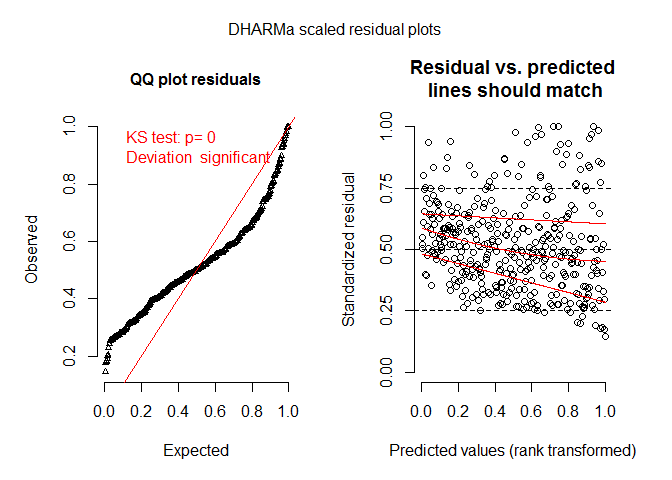 DHARMa scaled residual plots
QQ plot residuals
KS test: p= 0
Deviation significant
Observed
0.2
0.4
0.6
0.8
1.0
0.0
0.2
0.4
0.6
0.8
1.0
Expected
Residual vs. predicted
lines should match
Standardized residual
0.00
0.25
0.50
0.75
1.00
0.0
0.2
0.4
0.6
0.8
1.0
Predicted values (rank transformed)